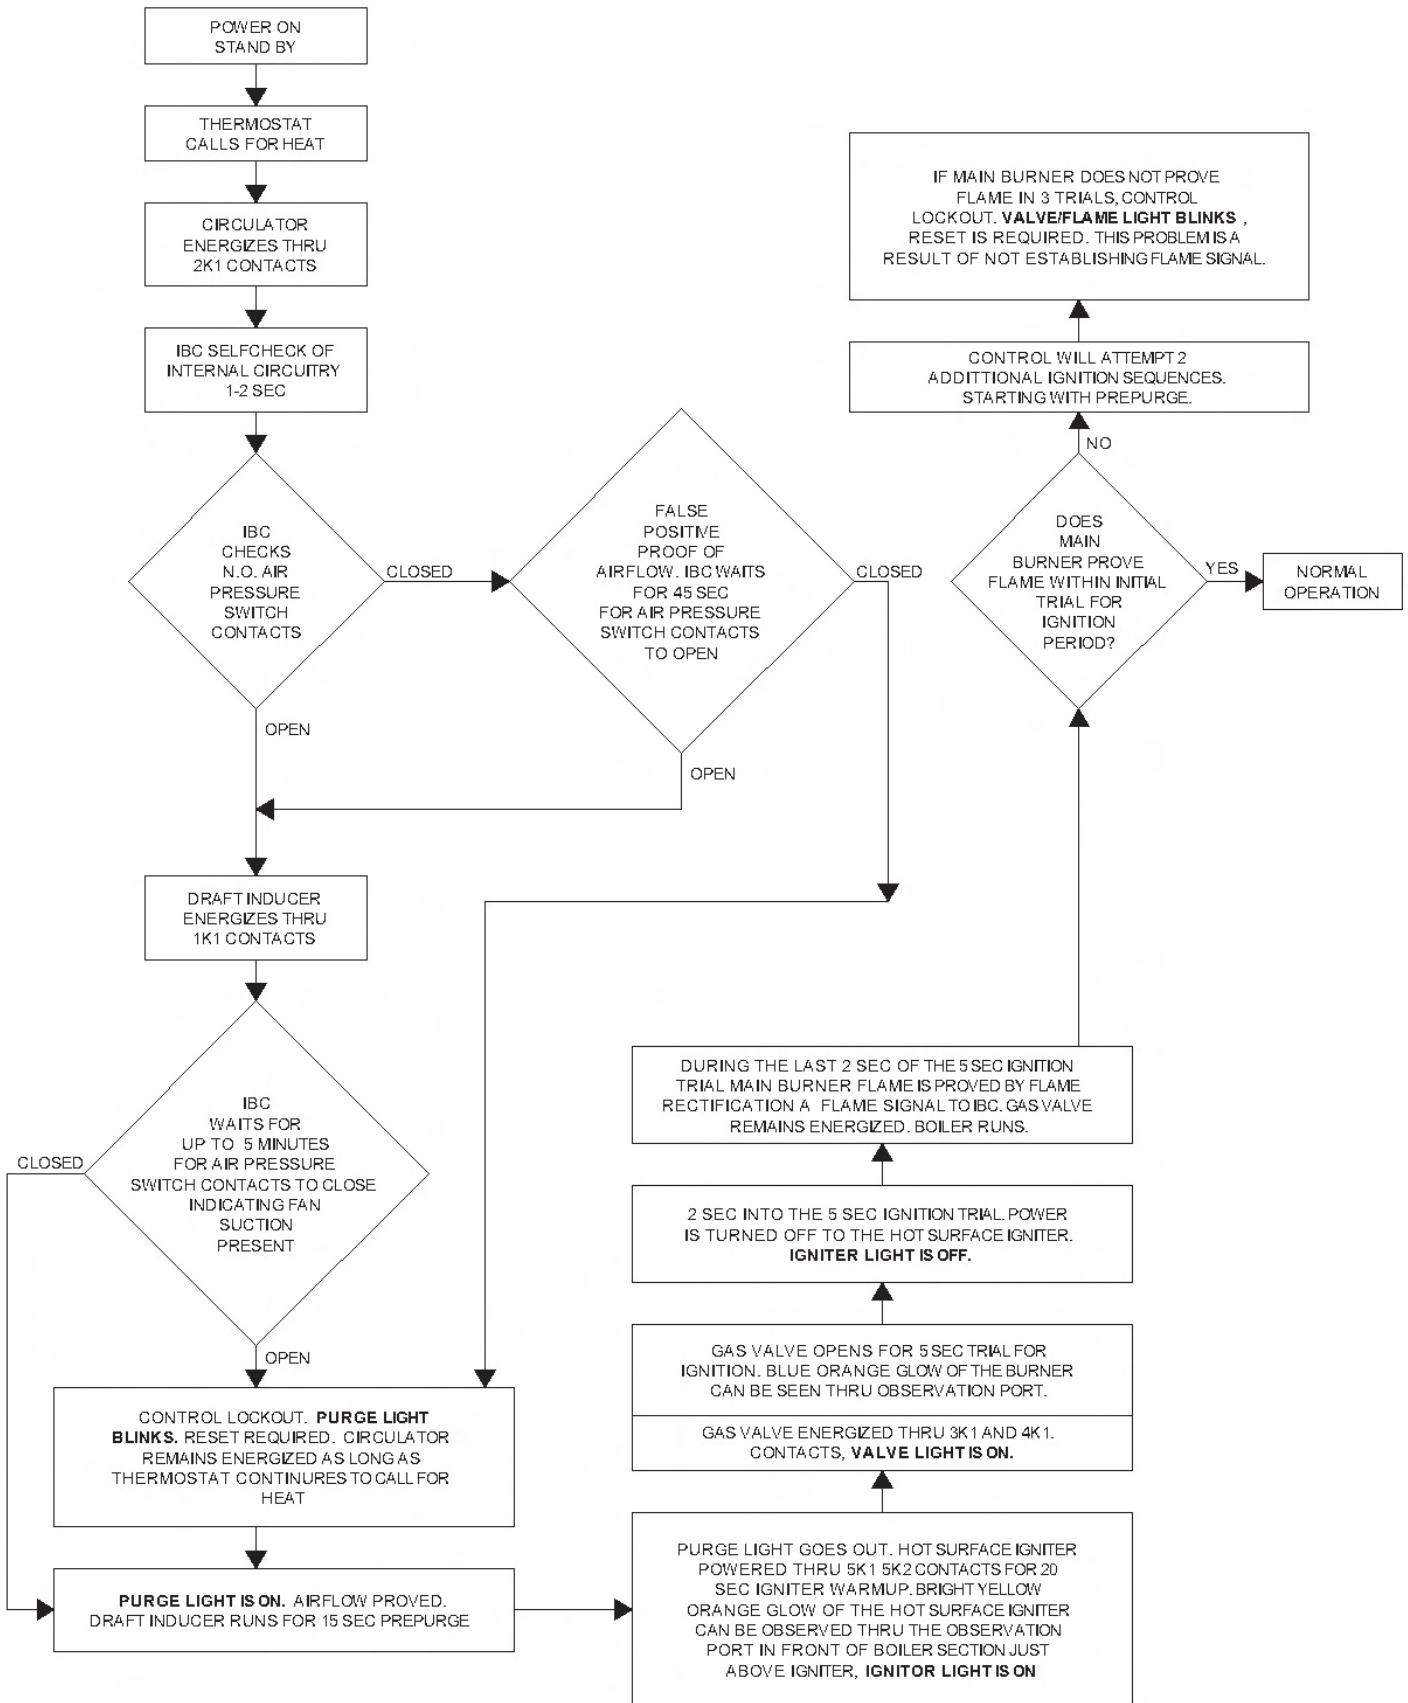 POWER ON
STAND BY
THERMOSTAT
CALLS FOR HEAT
CIRCULATOR
ENERGIZES THRU
2K1 CONTACTS
IBC SELFCHECK OF
INTERNAL CIRCUITRY
1-2 SEC
IBC
CHECKS
N.O. AIR
PRESSURE
SWITCH
CONTACTS
CLOSED
OPEN
FALSE
POSITIVE
PROOF OF
AIRFLOW. IBC WAITS
FOR 45 SEC
FOR AIR PRESSURE
SWITCH CONTACTS
TO OPEN
CLOSED
OPEN
DRAFT INDUCER
ENERGIZES THRU
1K1 CONTACTS
IBC
WAITS FOR
UP TO 5 MINUTES
FOR AIR PRESSURE
SWITCH CONTACTS TO CLOSE
INDICATING FAN
SUCTION
PRESENT
CLOSED
OPEN
CONTROL LOCKOUT. PURGE LIGHT
BLINKS. RESET REQUIRED. CIRCULATOR
REMAINS ENERGIZED AS LONG AS
THERMOSTAT CONTINURES TO CALL FOR
HEAT
PURGE LIGHT IS ON. AIRFLOW PROVED.
DRAFT INDUCER RUNS FOR 15 SEC PREPURGE
PURGE LIGHT GOES OUT. HOT SURFACE IGNITER
POWERED THRU 5K1 5K2 CONTACTS FOR 20
SEC IGNITER WARMUP. BRIGHT YELLOW
ORANGE GLOW OF THE HOT SURFACE IGNITER
CAN BE OBSERVED THRU THE OBSERVATION
PORT IN FRONT OF BOILER SECTION JUST
ABOVE IGNITER, IGNITOR LIGHT IS ON
GAS VALVE OPENS FOR 5 SEC TRIAL FOR
IGNITION. BLUE ORANGE GLOW OF THE BURNER
CAN BE SEEN THRU OBSERVATION PORT.
GAS VALVE ENERGIZED THRU 3K1 AND 4K1.
CONTACTS, VALVE LIGHT IS ON.
2 SEC INTO THE 5 SEC IGNITION TRIAL. POWER
IS TURNED OFF TO THE HOT SURFACE IGNITER.
IGNITER LIGHT IS OFF.
DURING THE LAST 2 SEC OF THE 5 SEC IGNITION
TRIAL MAIN BURNER FLAME IS PROVED BY FLAME
RECTIFICATION A FLAME SIGNAL TO IBC. GAS VALVE
REMAINS ENERGIZED. BOILER RUNS.
DOES
MAIN
BURNER PROVE
FLAME WITHIN INITIAL
TRIAL FOR
IGNITION
PERIOD?
YES
NORMAL
OPERATION
NO
CONTROL WILL ATTEMPT 2
ADDITTIONAL IGNITION SEQUENCES.
STARTING WITH PREPURGE.
IF MAIN BURNER DOES NOT PROVE
FLAME IN 3 TRIALS, CONTROL
LOCKOUT. VALVE/FLAME LIGHT BLINKS ,
RESET IS REQUIRED. THIS PROBLEM IS A
RESULT OF NOT ESTABLISHING FLAME SIGNAL.